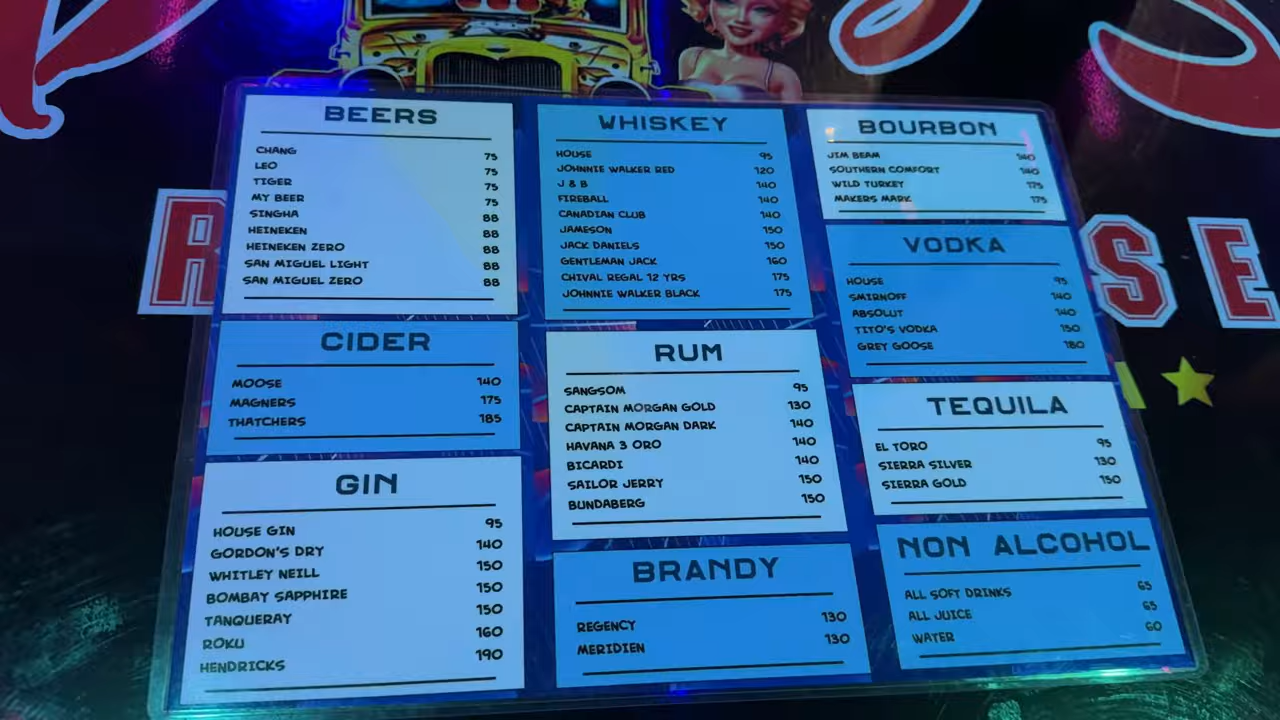 BEERS
CHANG 75
LEO 75
TIGER 75
MY BEER 75
SINGHA 88
HEINEKEN 88
HEINEKEN ZERO 88
SAN MIGUEL LIGHT 88
SAN MIGUEL ZERO 88
CIDER
MOOSE 140
MAGNERS 175
THATCHERS 185
GIN
HOUSE GIN 95
GORDON'S DRY 140
WHITLEY NEILL 150
BOMBAY SAPPHIRE 150
TANQUERAY 150
ROKU 160
HENDRICKS 190
WHISKEY
HOUSE 95
JOHNNIE WALKER RED 120
J & B 140
FIREBALL 140
CANADIAN CLUB 140
JAMESON 150
JACK DANIELS 150
GENTLEMAN JACK 160
CHIVAL REGAL 12 YRS 175
JOHNNIE WALKER BLACK 175
RUM
SANGSOM 95
CAPTAIN MORGAN GOLD 130
CAPTAIN MORGAN DARK 140
HAVANA 3 ORO 140
BICARDI 140
SAILOR JERRY 150
BUNDABERG 150
BRANDY
REGENCY 130
MERIDIEN 130
BOURBON
JIM BEAM 140
SOUTHERN COMFORT 140
WILD TURKEY 175
MAKERS MARK 175
VODKA
HOUSE 95
SMIRNOFF 140
ABSOLUT 140
TITO'S VODKA 150
GREY GOOSE 180
TEQUILA
EL TORO 95
SIERRA SILVER 130
SIERRA GOLD 150
NON ALCOHOL
ALL SOFT DRINKS 65
ALL JUICE 65
WATER 60
R
SE